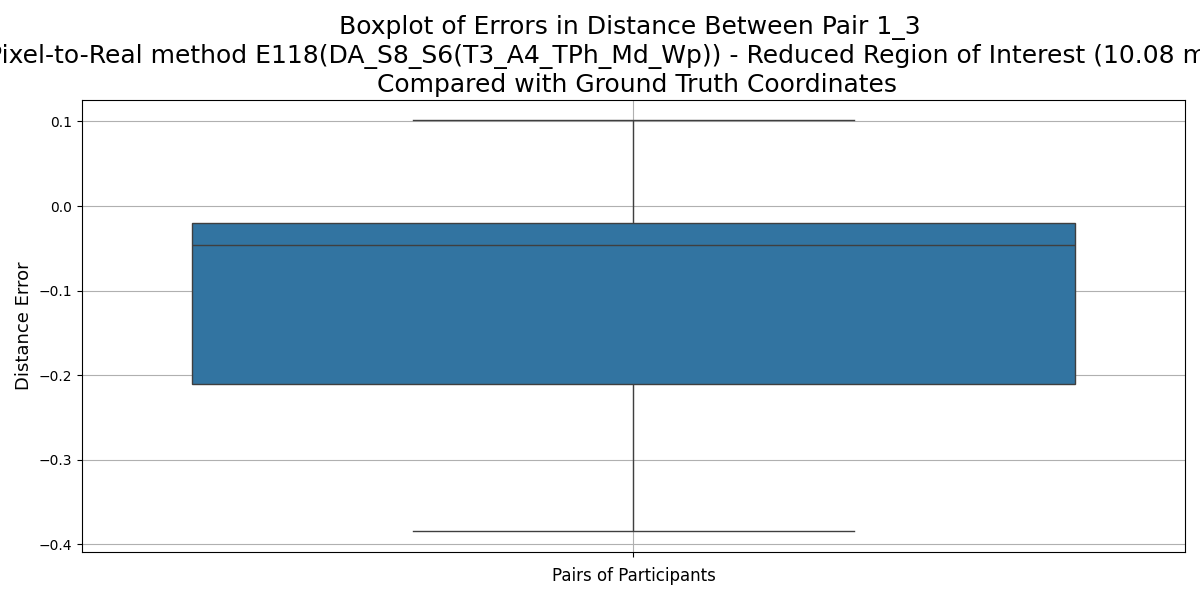 Boxplot of Errors in Distance Between Pair 1_3
Pixel-to-Real method E118(DA_S8_S6(T3_A4_TPh_Md_Wp)) - Reduced Region of Interest (10.08 m
Compared with Ground Truth Coordinates
0.1
0.0
−0.1
−0.2
−0.3
−0.4
Distance Error
Pairs of Participants